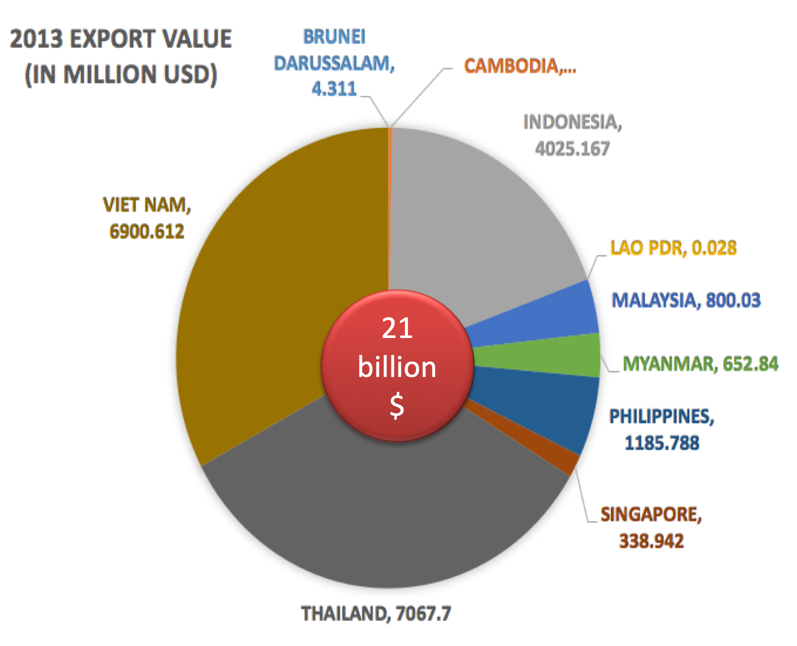 2013 EXPORT VALUE
(IN MILLION USD)
BRUNEI
DARUSSALAM,
4.311
CAMBODIA,...
INDONESIA,
4025.167
LAO PDR, 0.028
MALAYSIA, 800.03
MYANMAR, 652.84
PHILIPPINES,
1185.788
SINGAPORE,
338.942
THAILAND, 7067.7
VIET NAM,
6900.612
21
billion
$